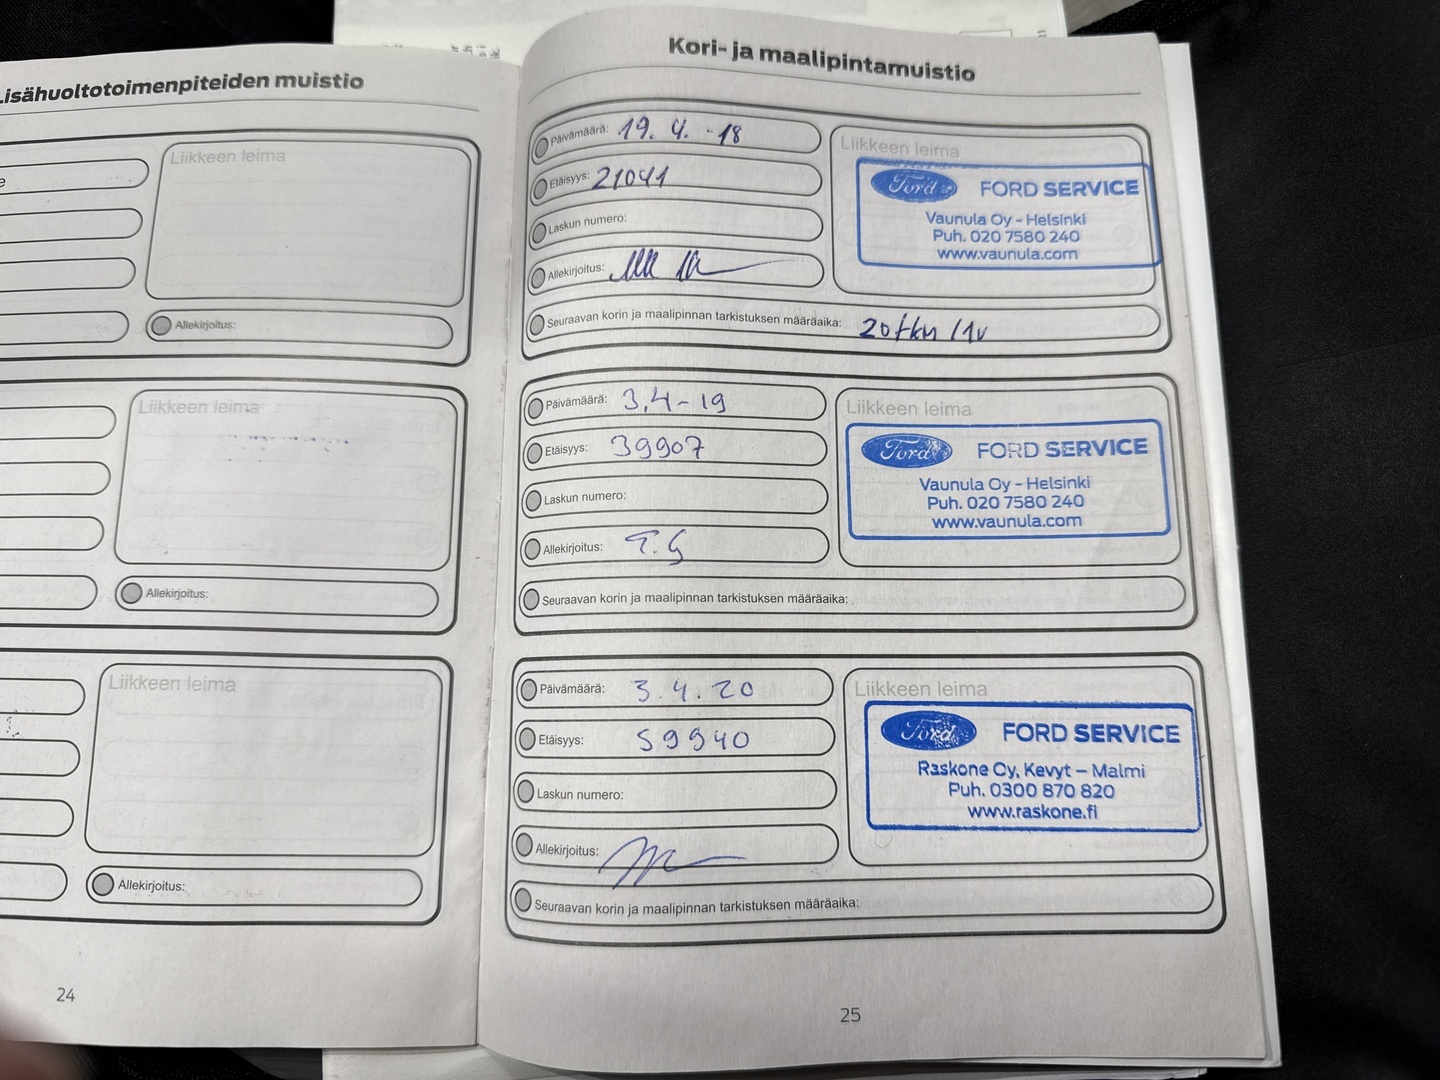 Lisähuoltotoimenpiteiden muistio
Liikkeen leima
Allekirjoitus:
Liikkeen leima
Allekirjoitus:
Liikkeen leima
Allekirjoitus:
24
Kori- ja maalipintamuistio
Päivämäärä: 19. 4. -18
Etäisyys: 21041
Laskun numero:
Allekirjoitus:
Liikkeen leima
Ford FORD SERVICE
Vaunula Oy - Helsinki
Puh. 020 7580 240
www.vaunula.com
Seuraavan korin ja maalipinnan tarkistuksen määräaika: 20tkm /1v
Päivämäärä: 3.4-19
Etäisyys: 39907
Laskun numero:
Allekirjoitus: T.G
Liikkeen leima
Ford FORD SERVICE
Vaunula Oy - Helsinki
Puh. 020 7580 240
www.vaunula.com
Seuraavan korin ja maalipinnan tarkistuksen määräaika:
Päivämäärä: 3.4.20
Etäisyys: 59940
Laskun numero:
Allekirjoitus:
Liikkeen leima
Ford FORD SERVICE
Raskone Oy, Kevyt – Malmi
Puh. 0300 870 820
www.raskone.fi
Seuraavan korin ja maalipinnan tarkistuksen määräaika:
25